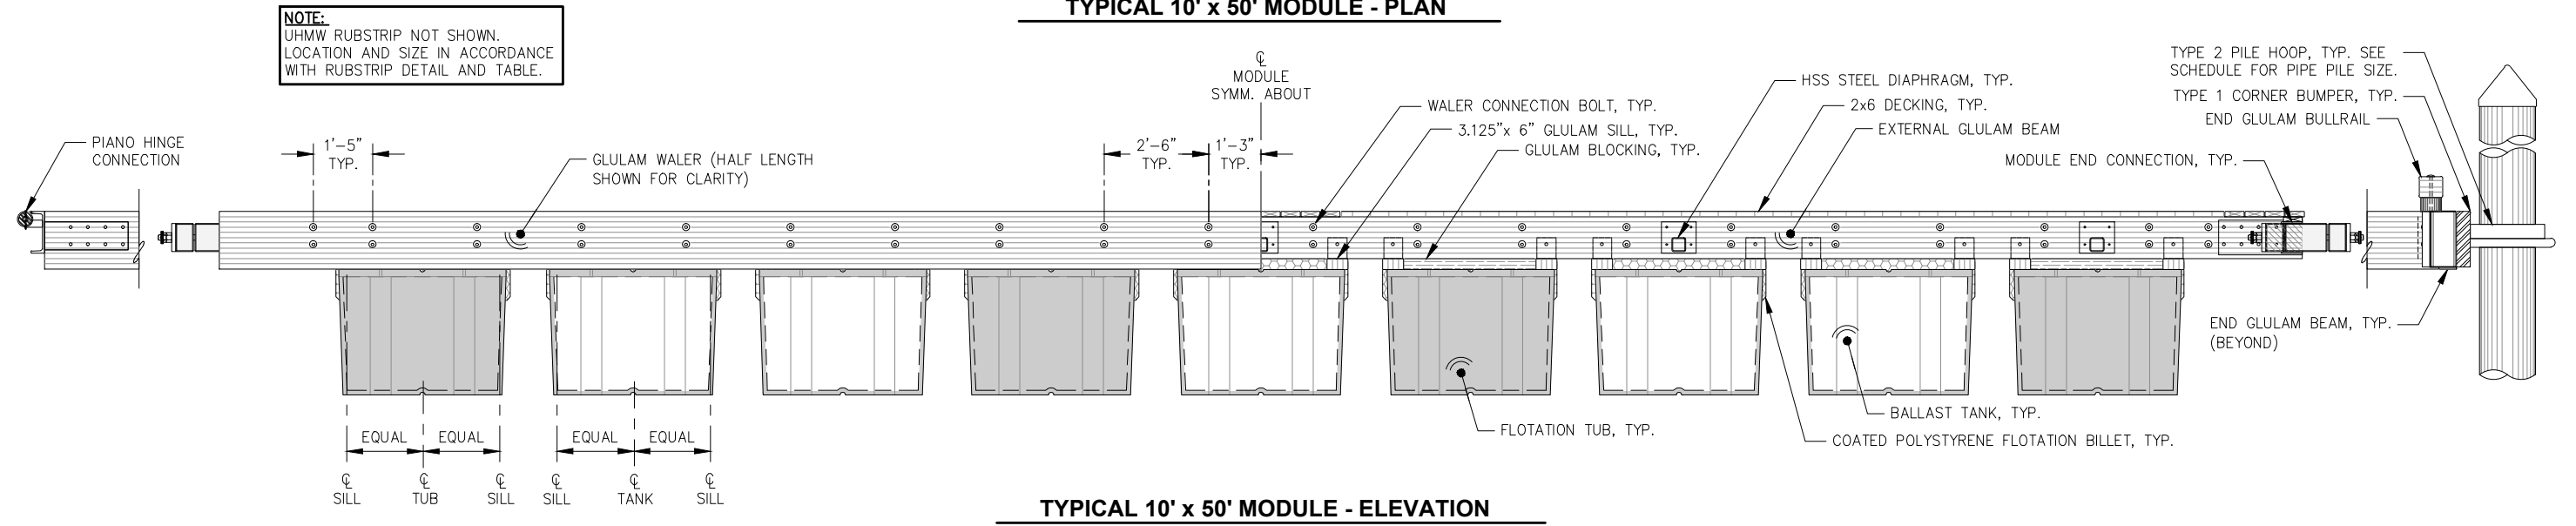 TYPICAL 10' x 50' MODULE - PLAN
NOTE:
UHMW RUBSTRIP NOT SHOWN.
LOCATION AND SIZE IN ACCORDANCE
WITH RUBSTRIP DETAIL AND TABLE.
℄
MODULE
SYMM. ABOUT
TYPE 2 PILE HOOP, TYP. SEE
SCHEDULE FOR PIPE PILE SIZE.
HSS STEEL DIAPHRAGM, TYP.
TYPE 1 CORNER BUMPER, TYP.
WALER CONNECTION BOLT, TYP.
2x6 DECKING, TYP.
END GLULAM BULLRAIL
PIANO HINGE
CONNECTION
1'-5"
TYP.
GLULAM WALER (HALF LENGTH
SHOWN FOR CLARITY)
2'-6"
TYP.
1'-3"
TYP.
3.125"x 6" GLULAM SILL, TYP.
EXTERNAL GLULAM BEAM
GLULAM BLOCKING, TYP.
MODULE END CONNECTION, TYP.
END GLULAM BEAM, TYP.
(BEYOND)
BALLAST TANK, TYP.
FLOTATION TUB, TYP.
COATED POLYSTYRENE FLOTATION BILLET, TYP.
EQUAL
EQUAL
EQUAL
EQUAL
℄
SILL
℄
TUB
℄
SILL
℄
SILL
℄
TANK
℄
SILL
TYPICAL 10' x 50' MODULE - ELEVATION